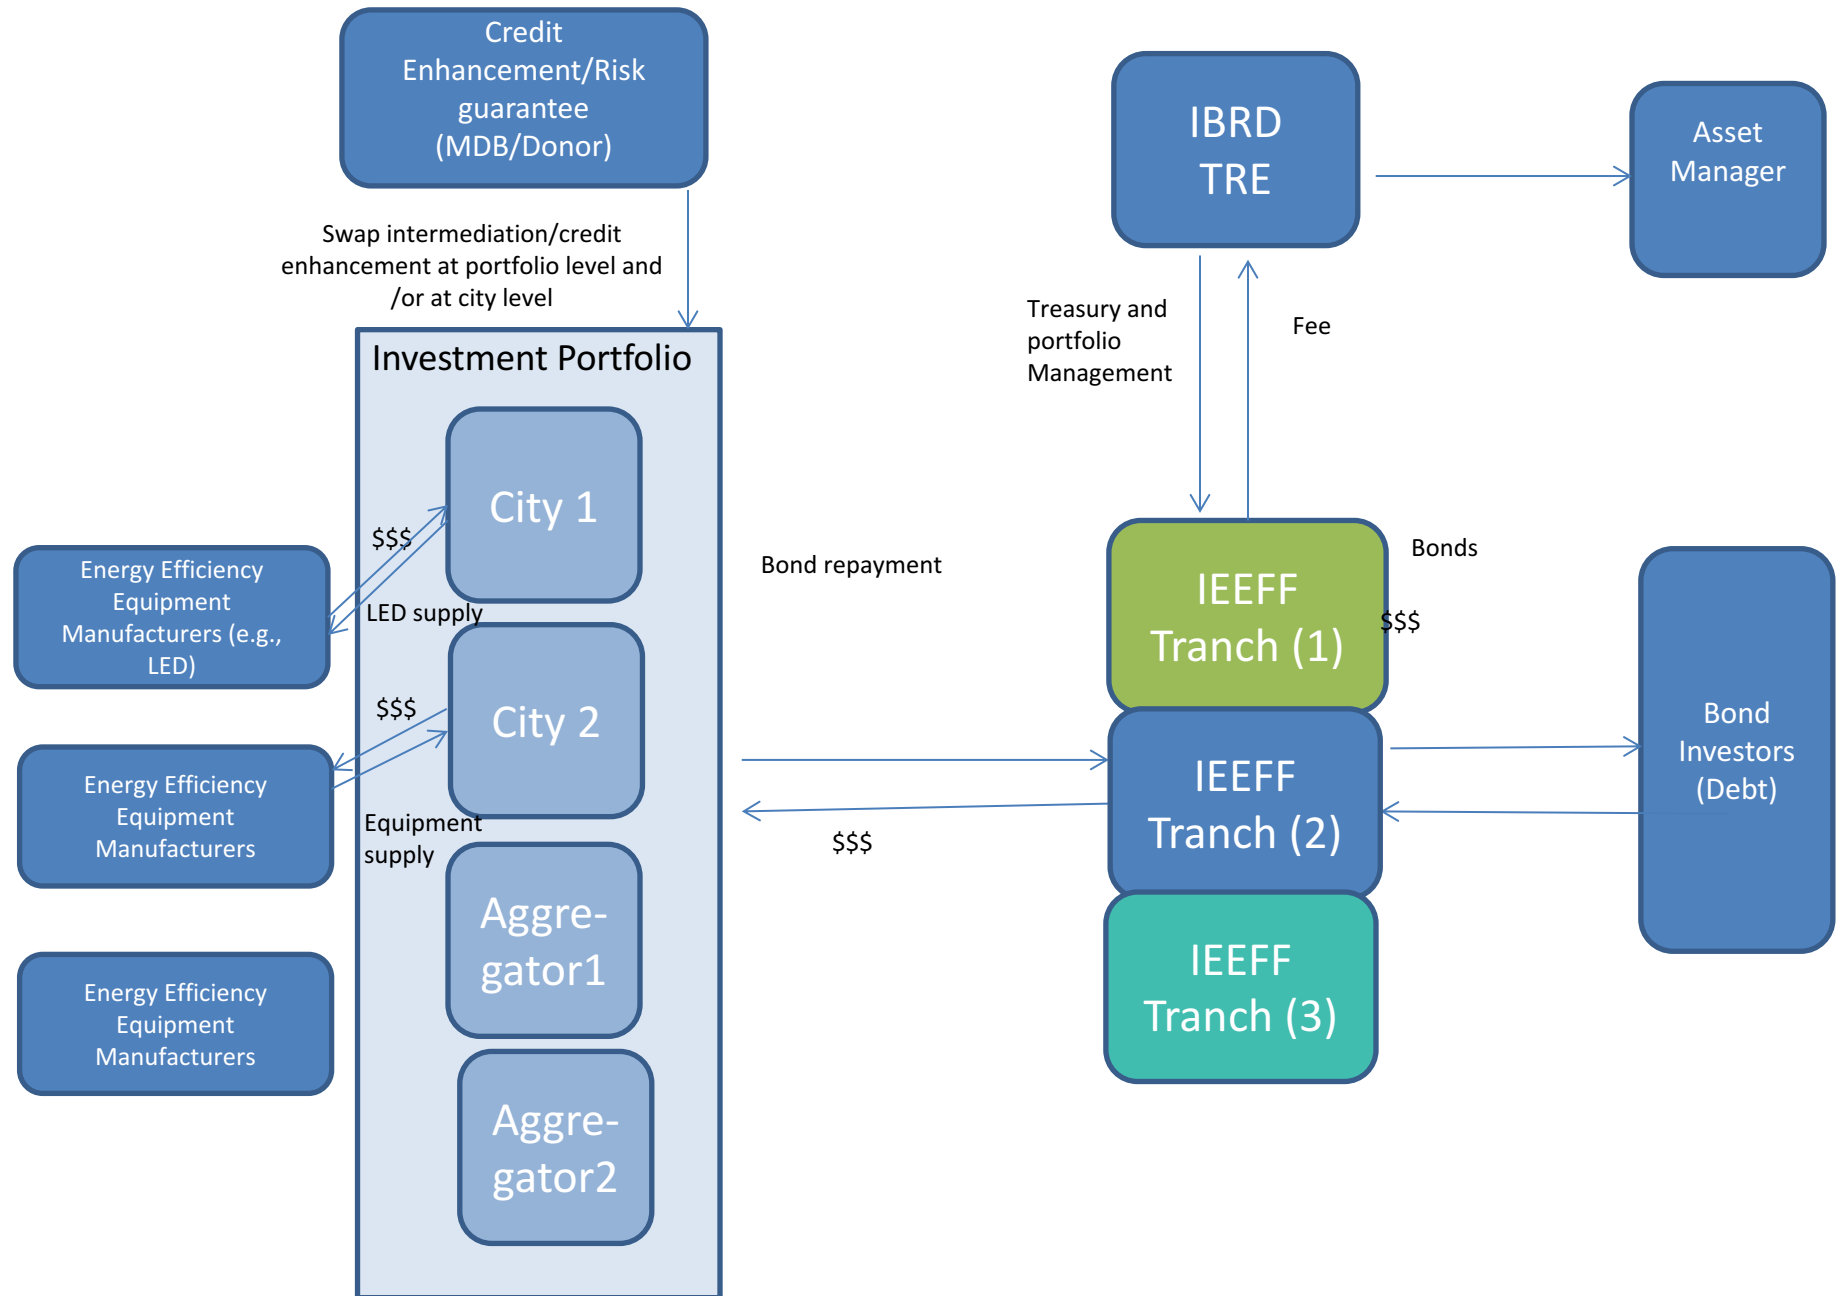 Credit
Enhancement/Risk
guarantee
(MDB/Donor)
IBRD
TRE
Asset
Manager
Swap intermediation/credit
enhancement at portfolio level and
/or at city level
Treasury and
portfolio
Management
Fee
Investment Portfolio
City 1
$$$
LED supply
Energy Efficiency
Equipment
Manufacturers (e.g.,
LED)
City 2
$$$
Equipment
supply
Energy Efficiency
Equipment
Manufacturers
Aggre-
gator1
Energy Efficiency
Equipment
Manufacturers
Aggre-
gator2
Bond repayment
$$$
IEEFF
Tranch (1)
IEEFF
Tranch (2)
IEEFF
Tranch (3)
Bonds
$$$
Bond
Investors
(Debt)